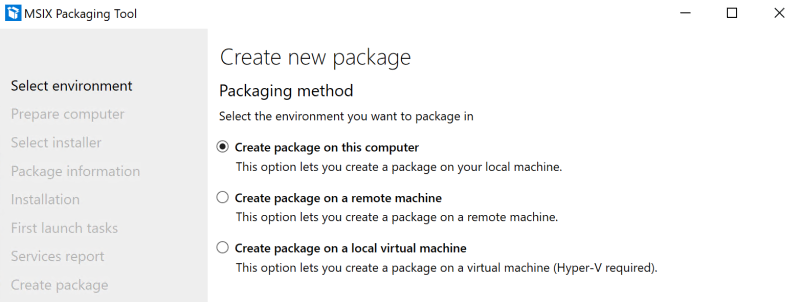 MSIX Packaging Tool
Create new package
Select environment
Prepare computer
Select installer
Package information
Installation
First launch tasks
Services report
Create package
Packaging method
Select the environment you want to package in
Create package on this computer
This option lets you create a package on your local machine.
Create package on a remote machine
This option lets you create a package on a remote machine.
Create package on a local virtual machine
This option lets you create a package on a virtual machine (Hyper-V required).